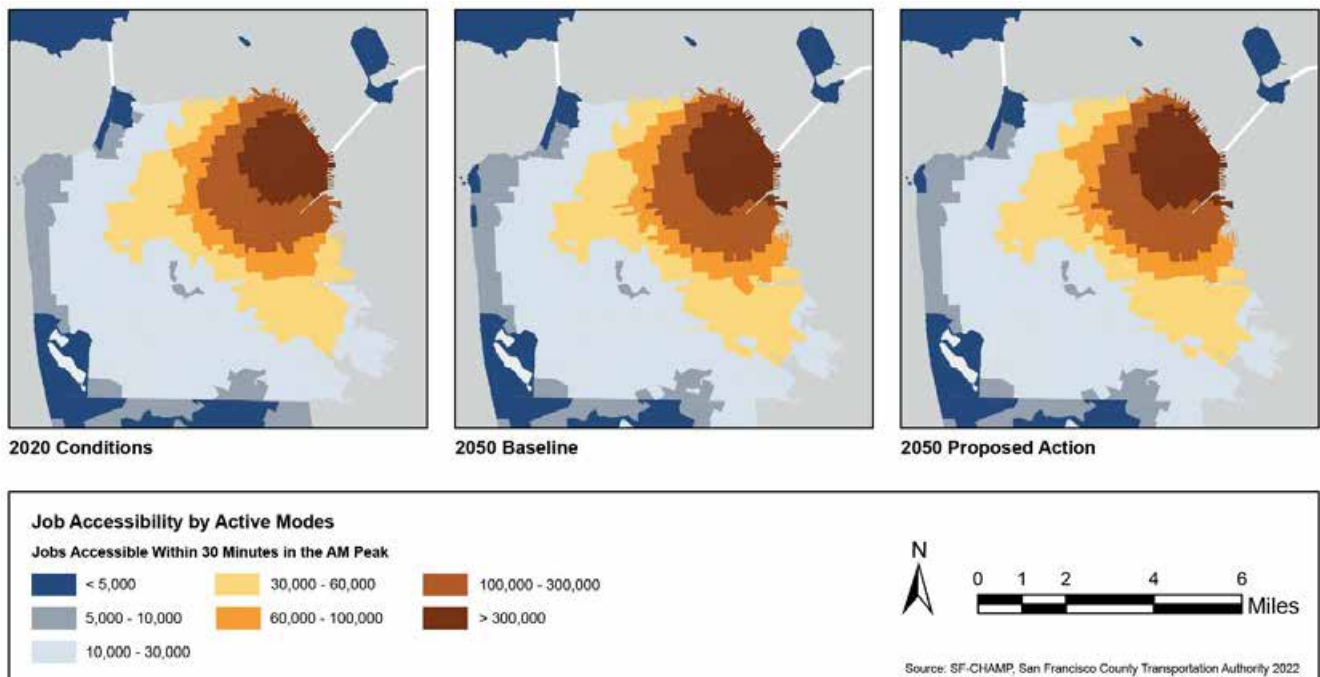 2020 Conditions
2050 Baseline
2050 Proposed Action
Job Accessibility by Active Modes
Jobs Accessible Within 30 Minutes in the AM Peak
< 5,000
5,000 - 10,000
10,000 - 30,000
30,000 - 60,000
60,000 - 100,000
100,000 - 300,000
> 300,000
N
0 1 2 4 6
Miles
Source: SF-CHAMP, San Francisco County Transportation Authority 2022